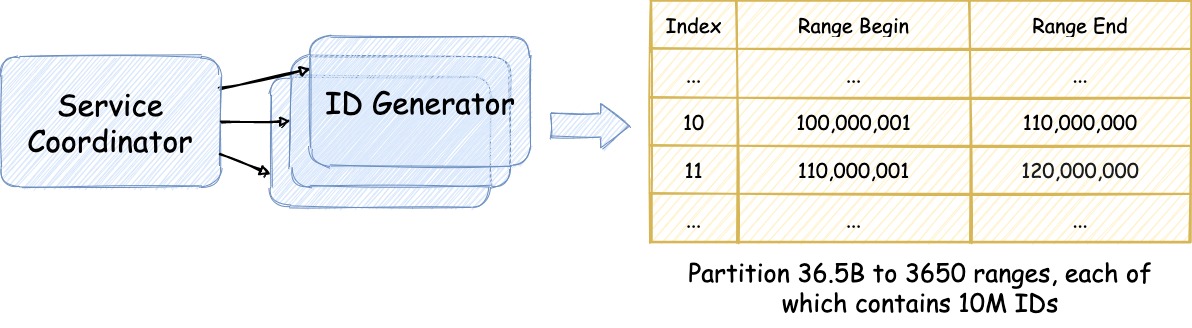 Service
Coordinator
ID Generator
Index Range Begin Range End
... ... ...
10 100,000,001 110,000,000
11 110,000,001 120,000,000
... ... ...
Partition 36.5B to 3650 ranges, each of
which contains 10M IDs